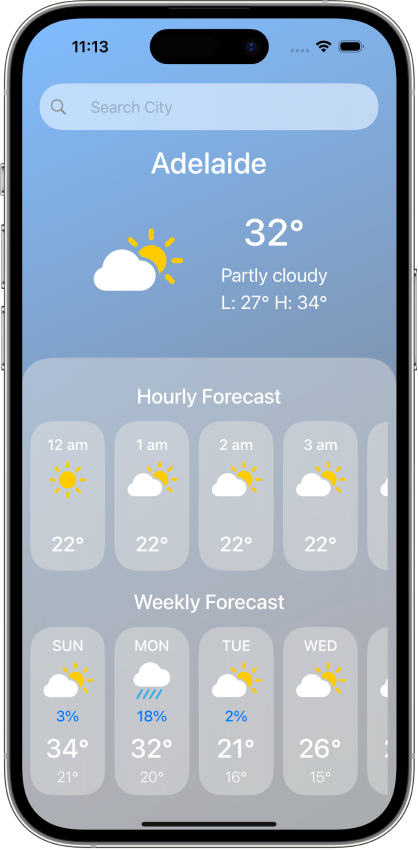 11:13
Search City
Adelaide
32°
Partly cloudy
L: 27° H: 34°
Hourly Forecast
12 am 1 am 2 am 3 am
22° 22° 22° 22°
Weekly Forecast
SUN MON TUE WED
3% 18% 2%
34° 32° 21° 26°
21° 20° 16° 15°